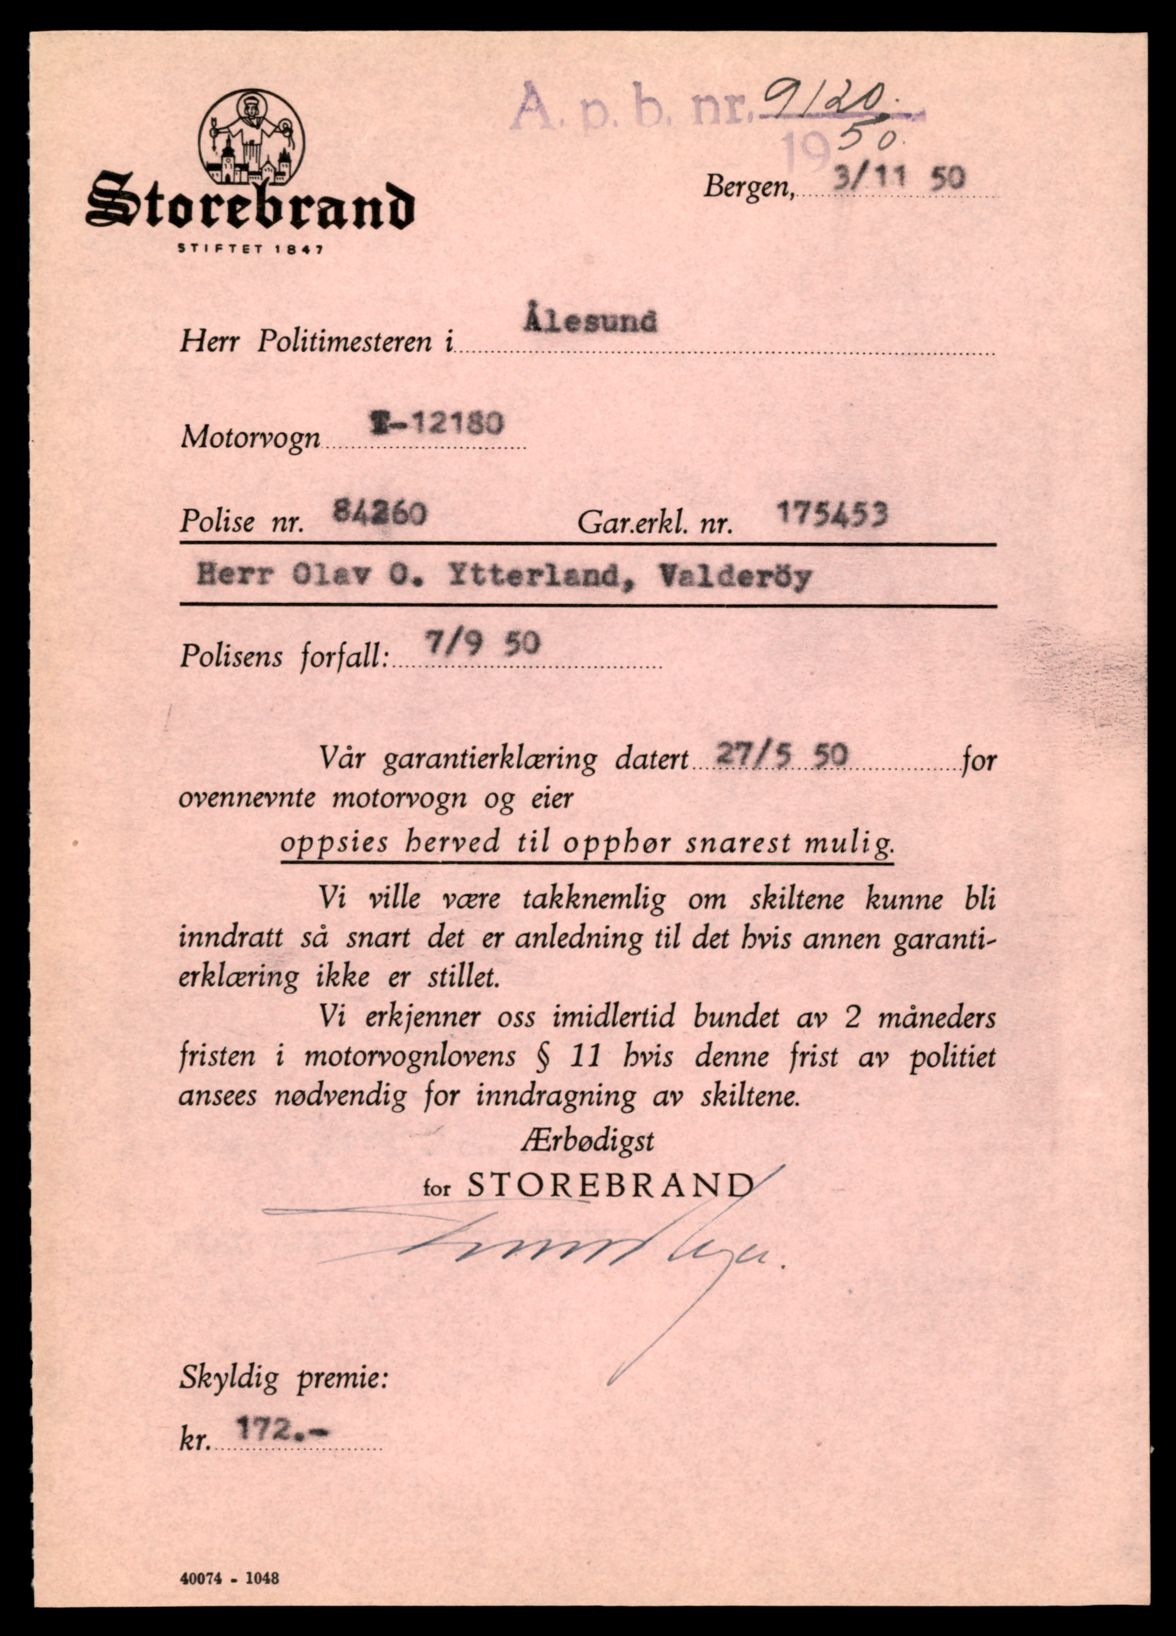 A. p. b. nr. 9120.
1950.
Storebrand
STIFTET 1847
Bergen, 3/11 50
Herr Politimesteren i Ålesund
Motorvogn T-12180
Polise nr. 84260 Gar.erkl. nr. 175453
Herr Olav O. Ytterland, Valderöy
Polisens forfall: 7/9 50
Vår garantierklæring datert 27/5 50 for
ovennevnte motorvogn og eier
oppsies herved til opphør snarest mulig.
Vi ville være takknemlig om skiltene kunne bli
inndratt så snart det er anledning til det hvis annen garanti-
erklæring ikke er stillet.
Vi erkjenner oss imidlertid bundet av 2 måneders
fristen i motorvognlovens § 11 hvis denne frist av politiet
ansees nødvendig for inndragning av skiltene.
Ærbødigst
for STOREBRAND
Skyldig premie:
kr. 172.-
40074 - 1048